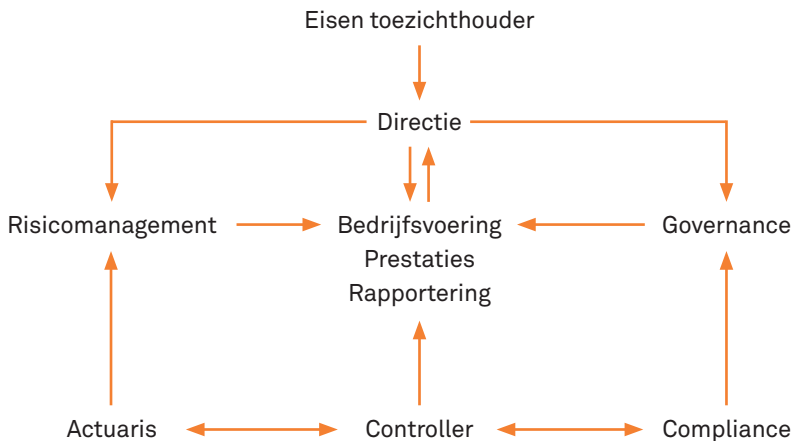 Eisen toezichthouder
Directie
Risicomanagement
Bedrijfsvoering
Prestaties
Rapportering
Governance
Actuaris
Controller
Compliance